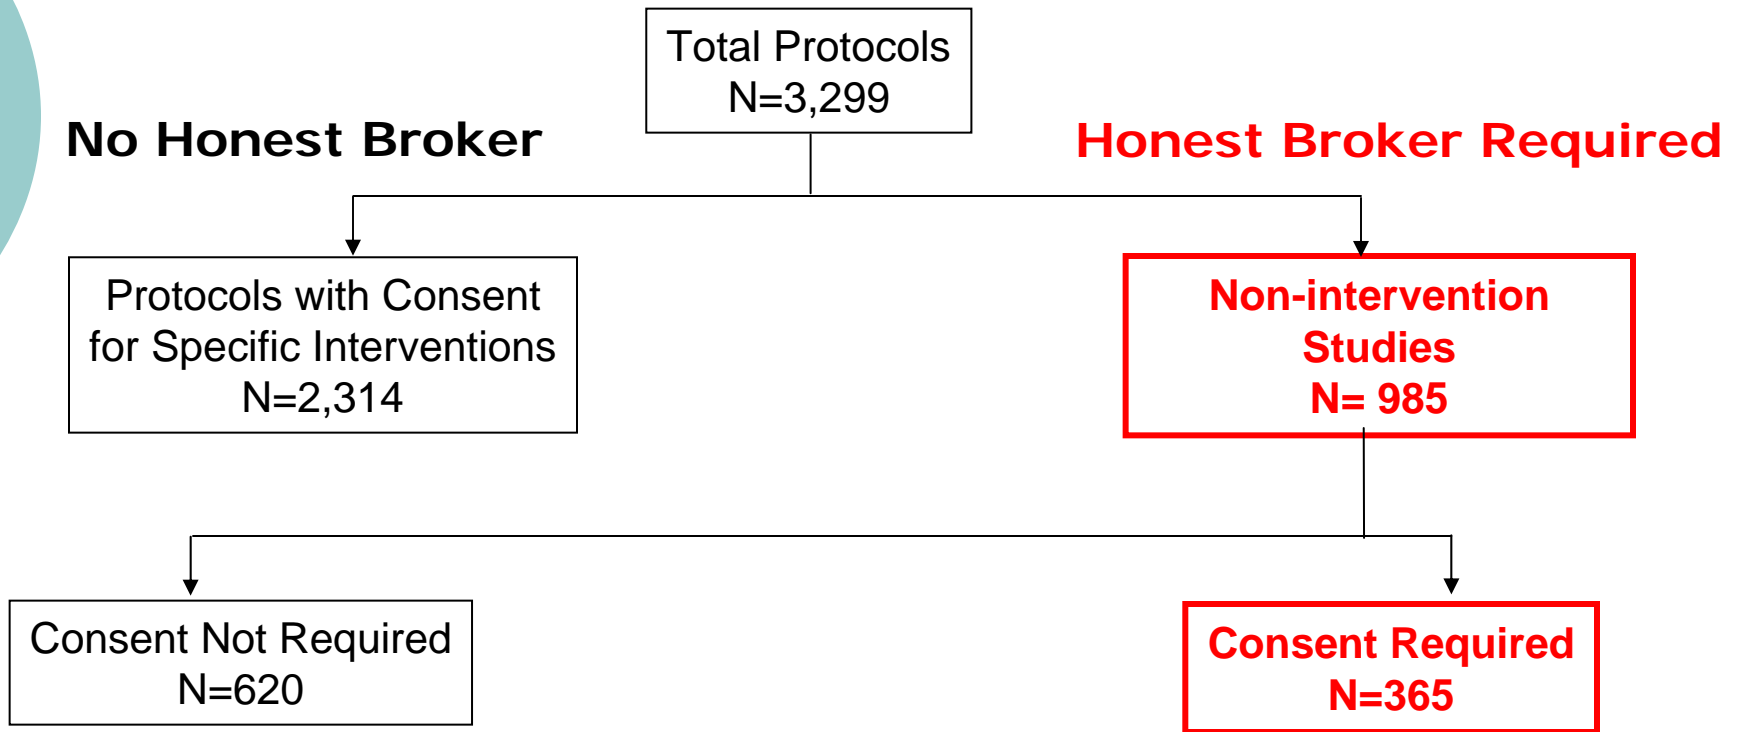 Total Protocols
N=3,299
No Honest Broker
Honest Broker Required
Protocols with Consent
for Specific Interventions
N=2,314
Non-intervention
Studies
N= 985
Consent Not Required
N=620
Consent Required
N=365